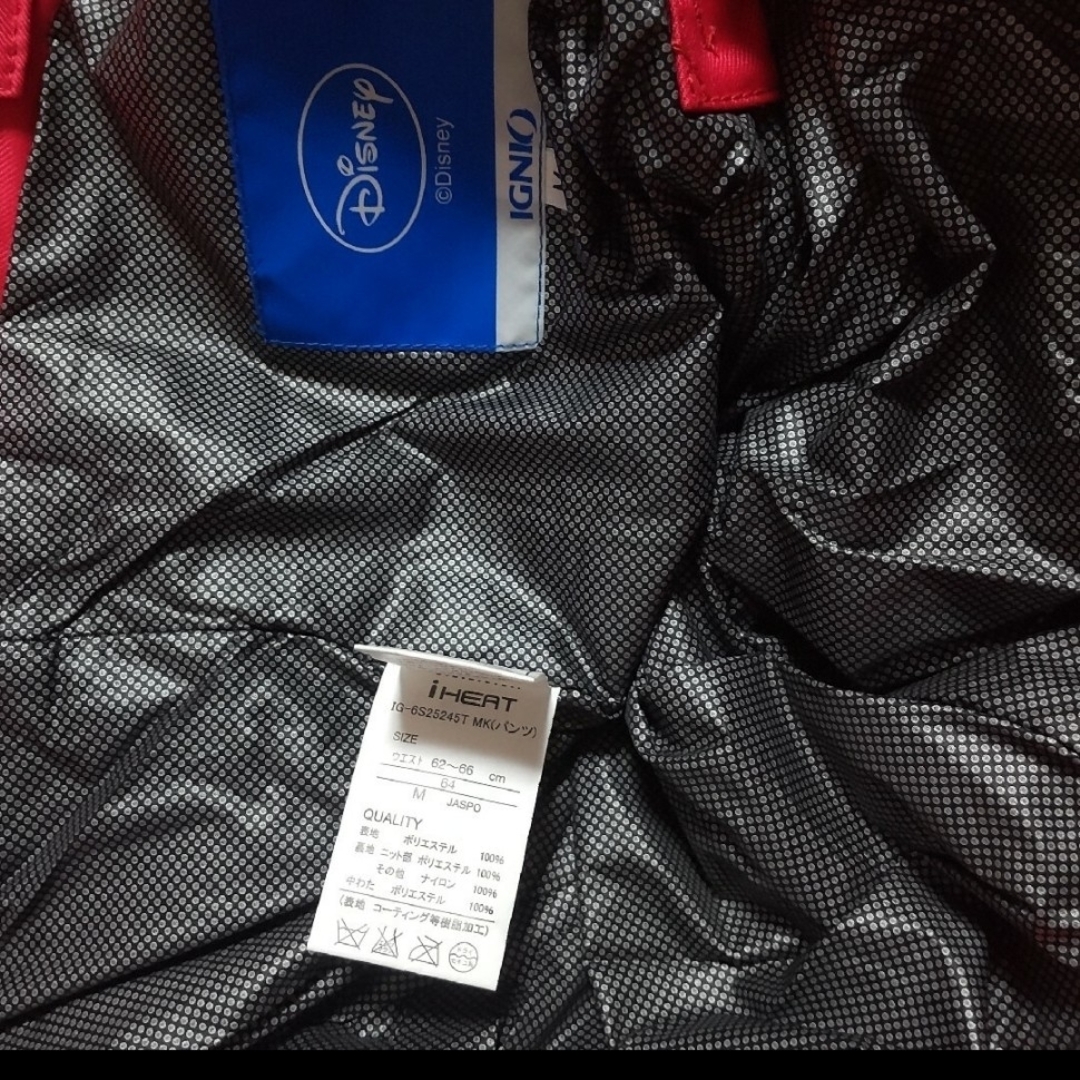 Disney
©Disney
IGNIO
M
iHEAT
IG-6S25245T MK(パンツ)
SIZE
ウエスト 62～66 cm
64
M JASPO
QUALITY
表地 ポリエステル 100%
裏地 ニット部 ポリエステル 100%
その他 ナイロン 100%
中わた ポリエステル 100%
(表地 コーティング等樹脂加工)